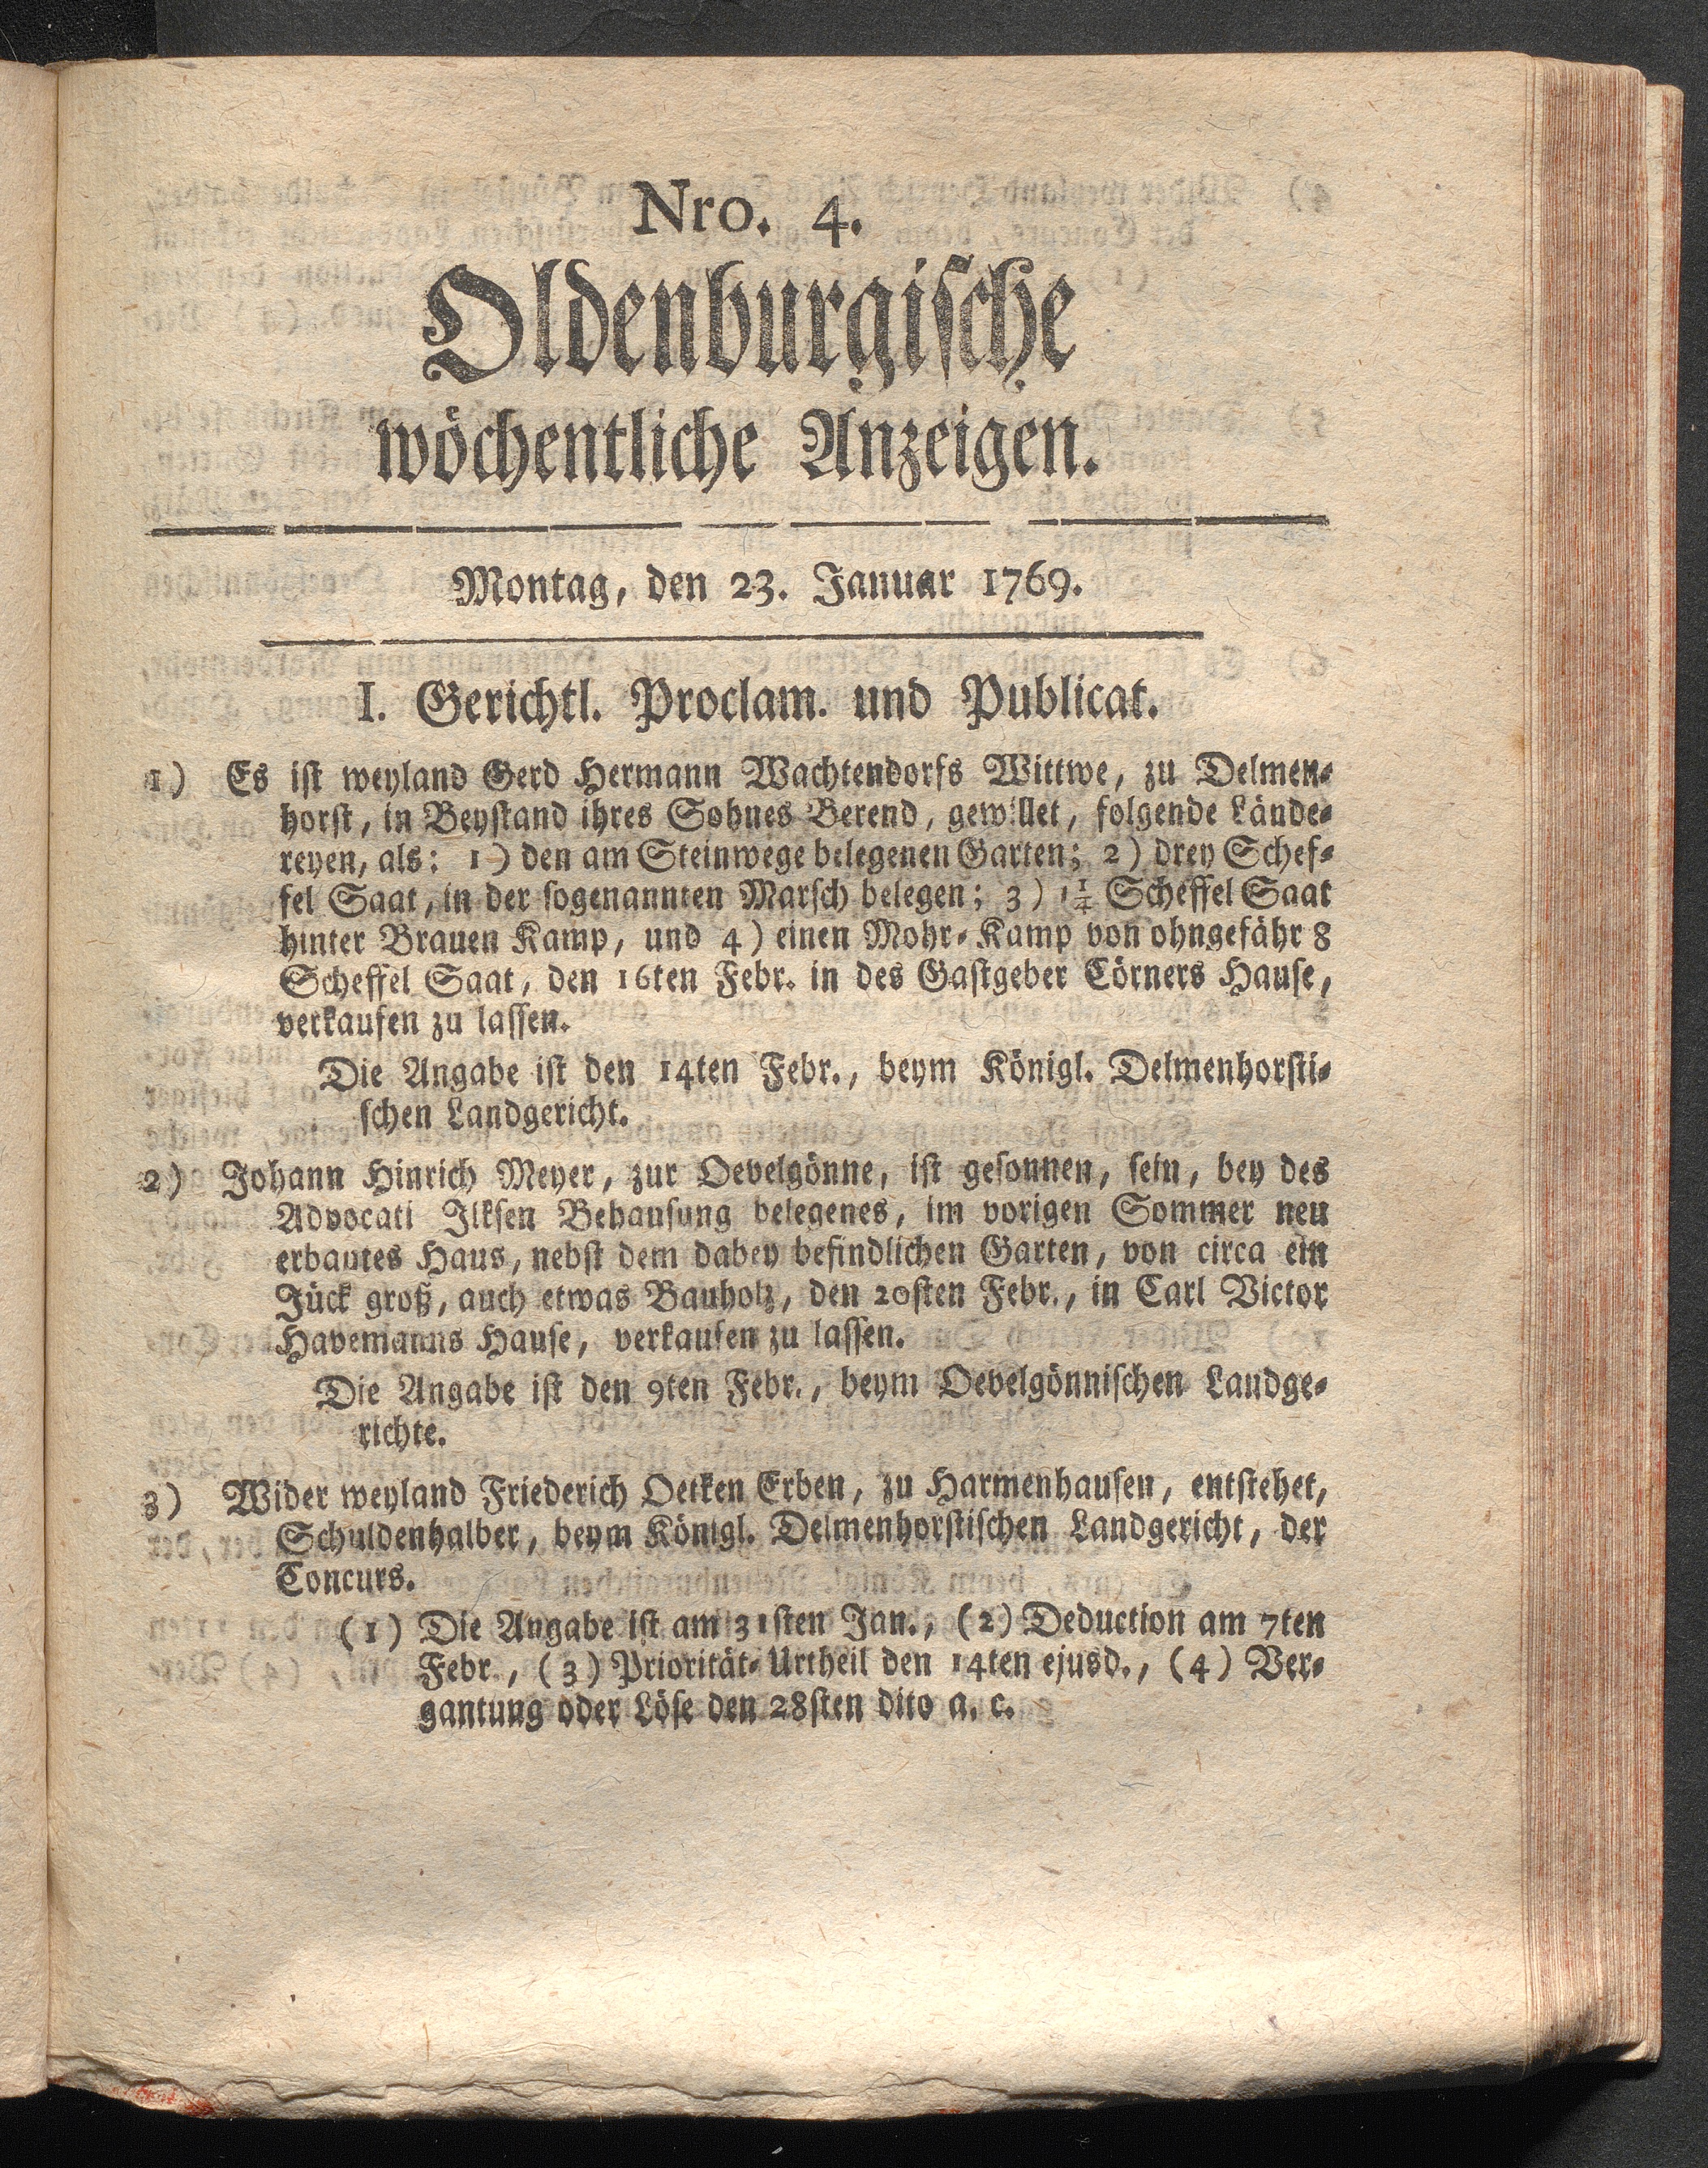 Nro. 4.
Oldenburgische
wöchentliche Anzeigen.
Montag, den 23. Januar 1769.
I. Gerichtl. Proclam. und Publicat.
1) Es ist weyland Gerd Hermann Wachtendorfs Wittwe, zu Delmen-
horst, in Beystand ihres Sohnes Berend, gewillet, folgende Lände-
reyen, als: 1) den am Steinwege belegenen Garten; 2) drey Schef-
fel Saat, in der sogenannten Marsch belegen; 3) 1 1/4 Scheffel Saat
hinter Brauen Kamp, und 4) einen Mohr-Kamp von ohngefähr 8
Scheffel Saat, den 16ten Febr. in des Gastgeber Cörners Hause,
verkaufen zu lassen.
Die Angabe ist den 14ten Febr., beym Königl. Delmenhorsti-
schen Landgericht.
2) Johann Hinrich Meyer, zur Oevelgönne, ist gesonnen, sein, bey des
Advocati Ilksen Behausung belegenes, im vorigen Sommer neu
erbautes Haus, nebst dem dabey befindlichen Garten, von circa ein
Jück groß, auch etwas Bauholz, den 20sten Febr., in Carl Victor
Havemanns Hause, verkaufen zu lassen.
Die Angabe ist den 9ten Febr., beym Oevelgönnischen Landge-
richte.
3) Wider weyland Friederich Oetken Erben, zu Harmenhausen, entstehet,
Schuldenhalber, beym Königl. Delmenhorstischen Landgericht, der
Concurs.
(1) Die Angabe ist am 31sten Jan., (2) Deduction am 7ten
Febr., (3) Priorität-Urtheil den 14ten ejusd., (4) Ver-
gantung oder Löse den 28sten dito a. c.